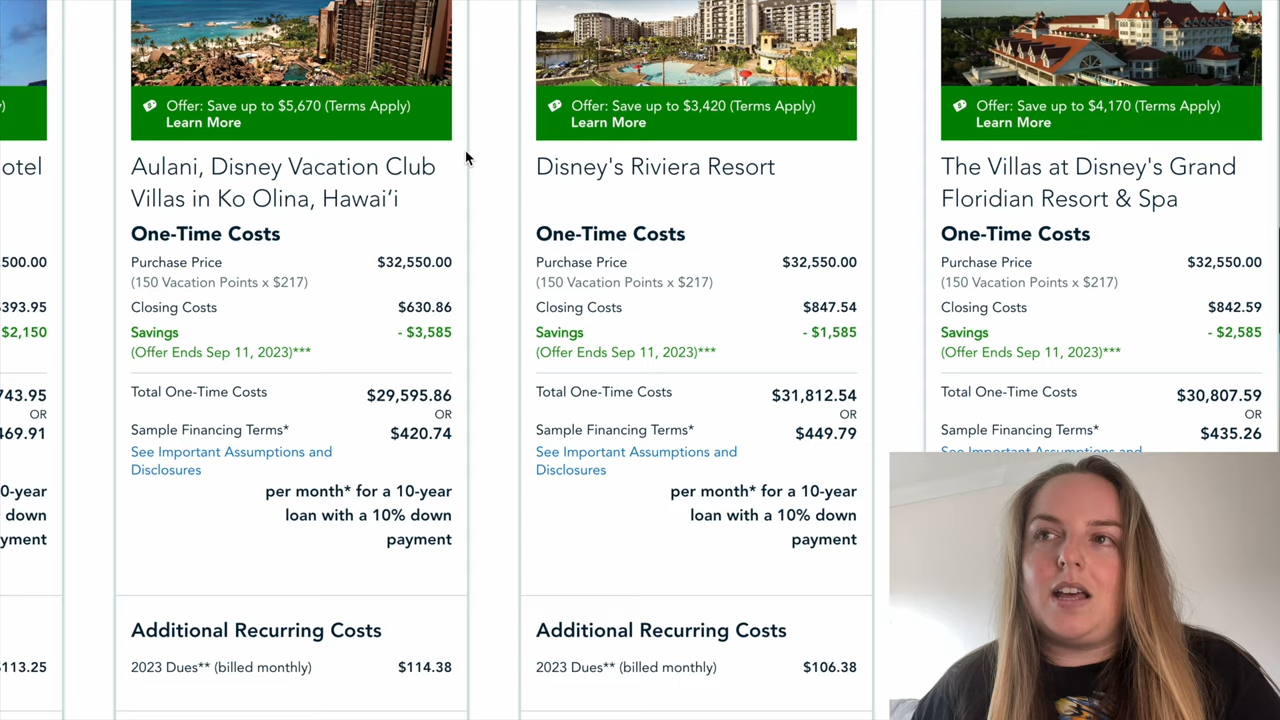 )
otel
500.00
393.95
$2,150
743.95
OR
469.91
0-year
down
yment
$113.25
Offer: Save up to $5,670 (Terms Apply)
Learn More
Aulani, Disney Vacation Club
Villas in Ko Olina, Hawai‘i
One-Time Costs
Purchase Price $32,550.00
(150 Vacation Points x $217)
Closing Costs $630.86
Savings - $3,585
(Offer Ends Sep 11, 2023)***
Total One-Time Costs $29,595.86
OR
Sample Financing Terms* $420.74
See Important Assumptions and
Disclosures
per month* for a 10-year
loan with a 10% down
payment
Additional Recurring Costs
2023 Dues** (billed monthly) $114.38
Offer: Save up to $3,420 (Terms Apply)
Learn More
Disney's Riviera Resort
One-Time Costs
Purchase Price $32,550.00
(150 Vacation Points x $217)
Closing Costs $847.54
Savings - $1,585
(Offer Ends Sep 11, 2023)***
Total One-Time Costs $31,812.54
OR
Sample Financing Terms* $449.79
See Important Assumptions and
Disclosures
per month* for a 10-year
loan with a 10% down
payment
Additional Recurring Costs
2023 Dues** (billed monthly) $106.38
Offer: Save up to $4,170 (Terms Apply)
Learn More
The Villas at Disney's Grand
Floridian Resort & Spa
One-Time Costs
Purchase Price $32,550.00
(150 Vacation Points x $217)
Closing Costs $842.59
Savings - $2,585
(Offer Ends Sep 11, 2023)***
Total One-Time Costs $30,807.59
OR
Sample Financing Terms* $435.26
See Important Assumptions and